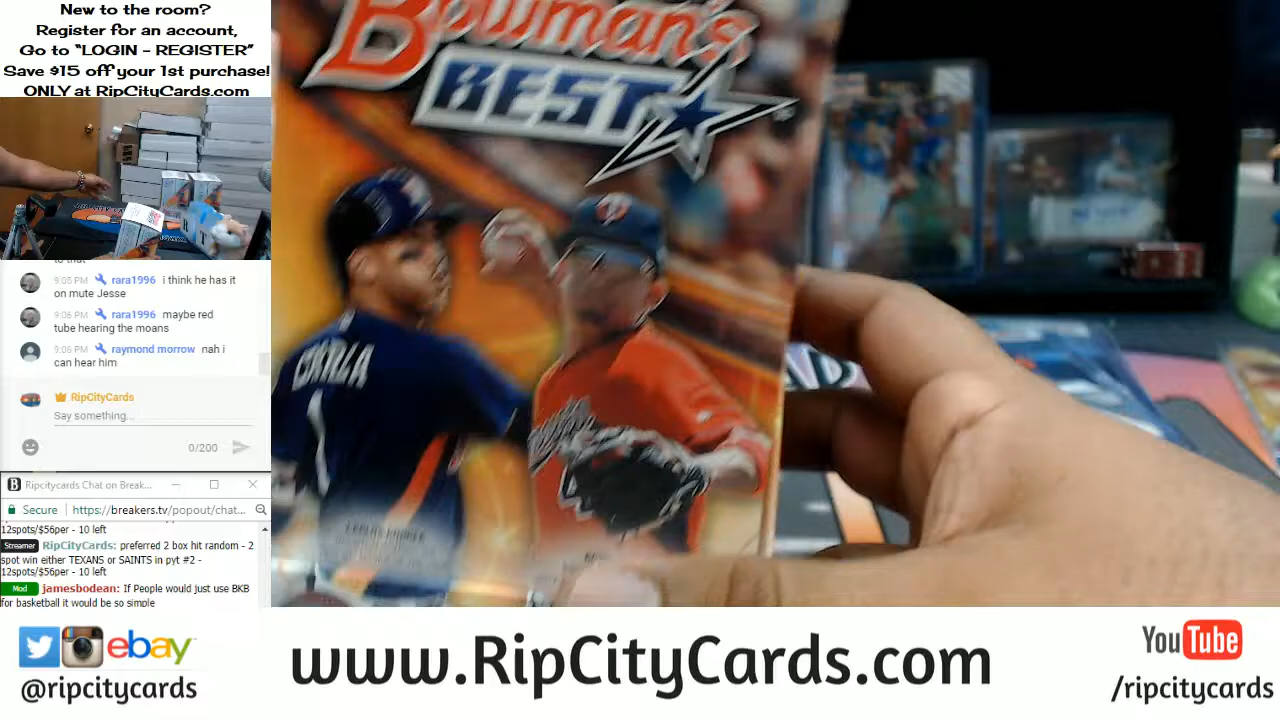 New to the room?
Register for an account,
Go to “LOGIN – REGISTER”
Save $15 off your 1st purchase!
ONLY at RipCityCards.com
Bowman's
BEST
to that
9:05 PM rara1996 i think he has it
on mute Jesse
9:06 PM rara1996 maybe red
tube hearing the moans
9:06 PM raymond morrow nah i
can hear him
RipCityCards
Say something...
0/200
Ripcitycards Chat on Break...
Secure https://breakers.tv/popout/chat...
12spots/$56per - 10 left
Streamer RipCityCards: preferred 2 box hit random - 2
spot win either TEXANS or SAINTS in pyt #2 -
12spots/$56per - 10 left
Mod jamesbodean: If People would just use BKB
for basketball it would be so simple
ebay
@ripcitycards
www.RipCityCards.com
YouTube
/ripcitycards